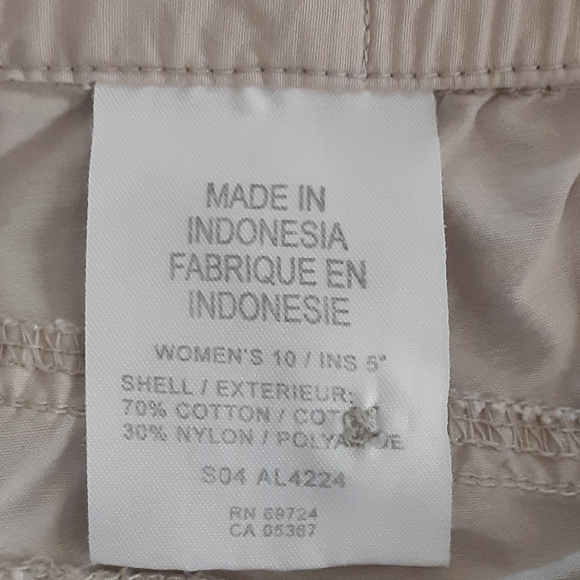 MADE IN
INDONESIA
FABRIQUE EN
INDONESIE
WOMEN'S 10 / INS 5"
SHELL / EXTERIEUR:
70% COTTON /
30% NYLON /
S04 AL4224
RN 69724
CA 05367